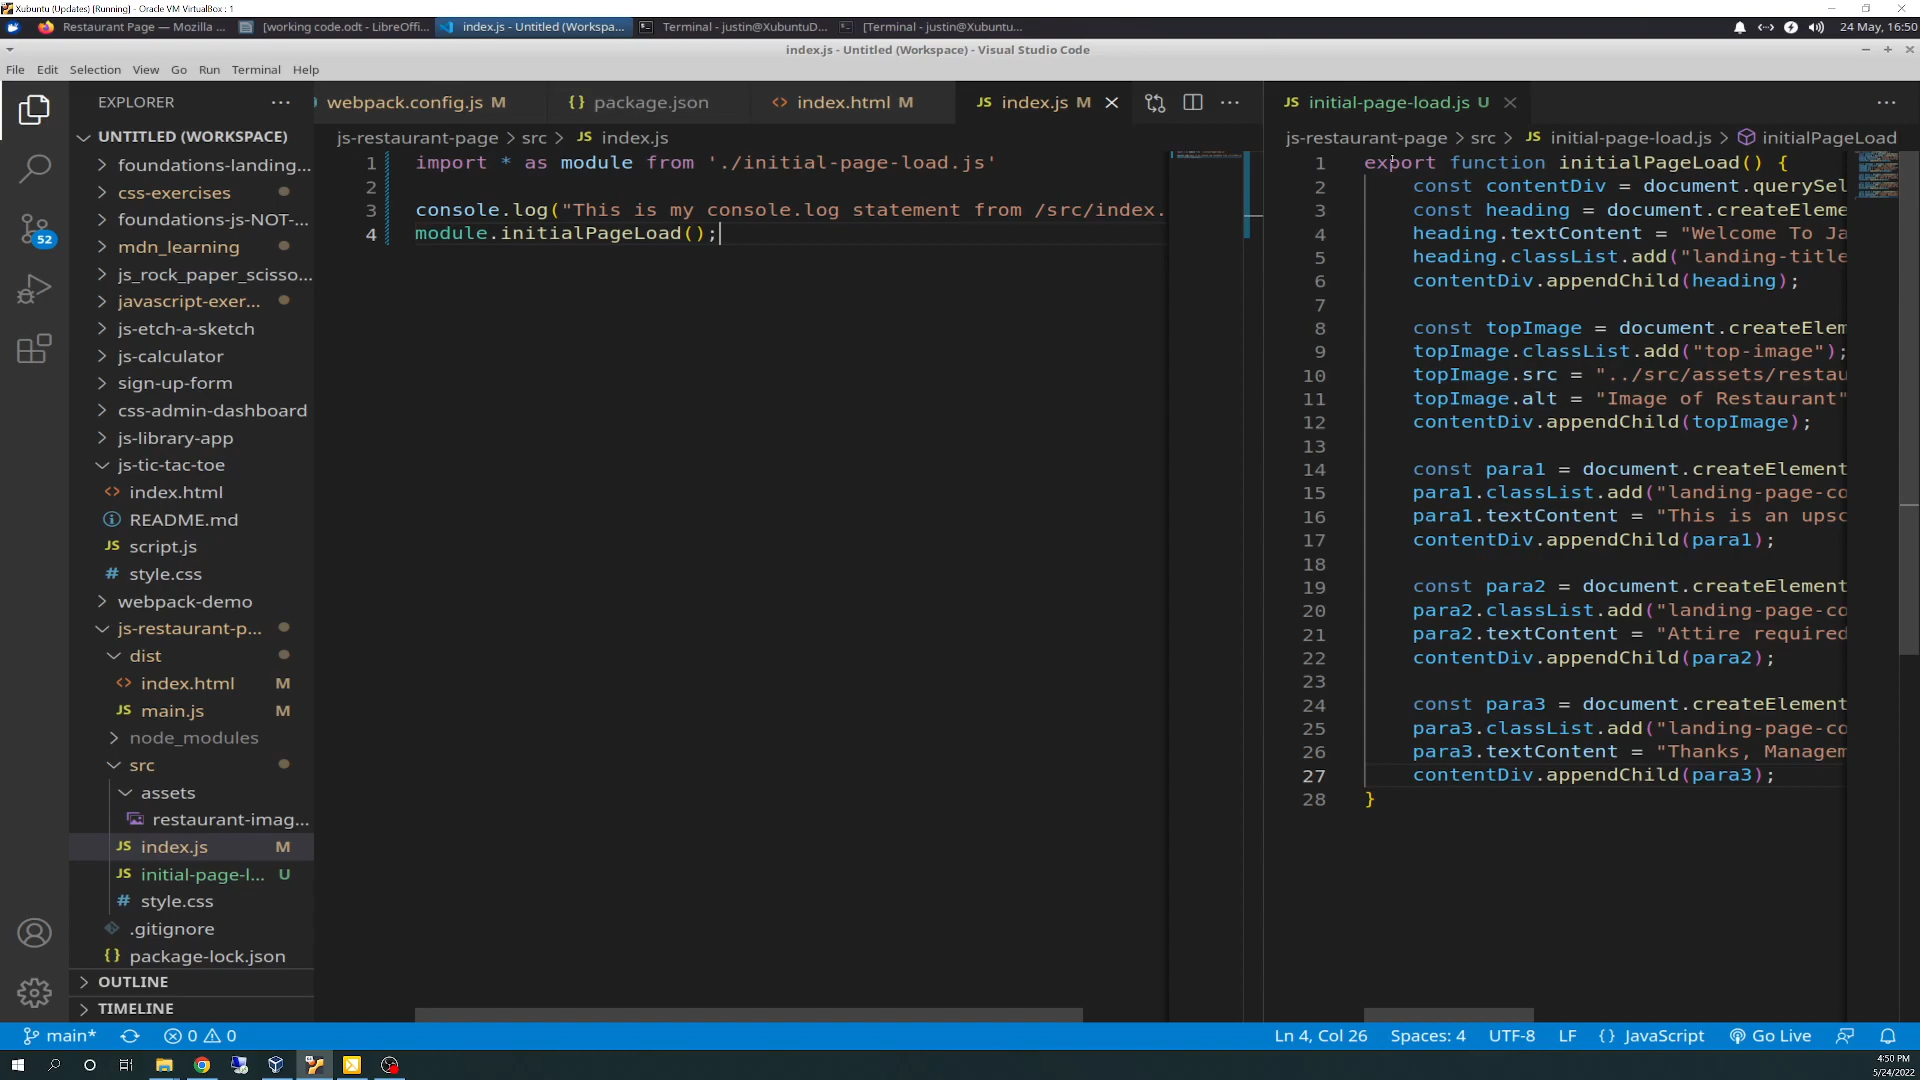 Xubuntu (Updates) [Running] - Oracle VM VirtualBox : 1
Restaurant Page — Mozilla ...
[working code.odt - LibreOffi...
index.js - Untitled (Workspa...
Terminal - justin@XubuntuD...
[Terminal - justin@Xubuntu...
24 May, 16:50
index.js - Untitled (Workspace) - Visual Studio Code
File Edit Selection View Go Run Terminal Help
EXPLORER ...
webpack.config.js M
{} package.json
<> index.html M
JS index.js M
JS initial-page-load.js U
UNTITLED (WORKSPACE)
foundations-landing...
css-exercises
foundations-js-NOT-...
mdn_learning
js_rock_paper_scisso...
javascript-exer...
js-etch-a-sketch
js-calculator
sign-up-form
css-admin-dashboard
js-library-app
js-tic-tac-toe
<> index.html
README.md
JS script.js
# style.css
webpack-demo
js-restaurant-p...
dist
<> index.html M
JS main.js M
node_modules
src
assets
restaurant-imag...
JS index.js M
JS initial-page-l... U
# style.css
.gitignore
{} package-lock.json
OUTLINE
TIMELINE
52
js-restaurant-page > src > JS index.js
1 import * as module from './initial-page-load.js'
2
3 console.log("This is my console.log statement from /src/index.
4 module.initialPageLoad();
js-restaurant-page > src > JS initial-page-load.js > initialPageLoad
1 export function initialPageLoad() {
2 const contentDiv = document.querySel
3 const heading = document.createEleme
4 heading.textContent = "Welcome To Ja
5 heading.classList.add("landing-title
6 contentDiv.appendChild(heading);
7
8 const topImage = document.createElem
9 topImage.classList.add("top-image");
10 topImage.src = "../src/assets/restau
11 topImage.alt = "Image of Restaurant"
12 contentDiv.appendChild(topImage);
13
14 const para1 = document.createElement
15 para1.classList.add("landing-page-co
16 para1.textContent = "This is an upsc
17 contentDiv.appendChild(para1);
18
19 const para2 = document.createElement
20 para2.classList.add("landing-page-co
21 para2.textContent = "Attire required
22 contentDiv.appendChild(para2);
23
24 const para3 = document.createElement
25 para3.classList.add("landing-page-co
26 para3.textContent = "Thanks, Managem
27 contentDiv.appendChild(para3);
28 }
main* 0 0
Ln 4, Col 26 Spaces: 4 UTF-8 LF {} JavaScript Go Live
4:50 PM
5/24/2022